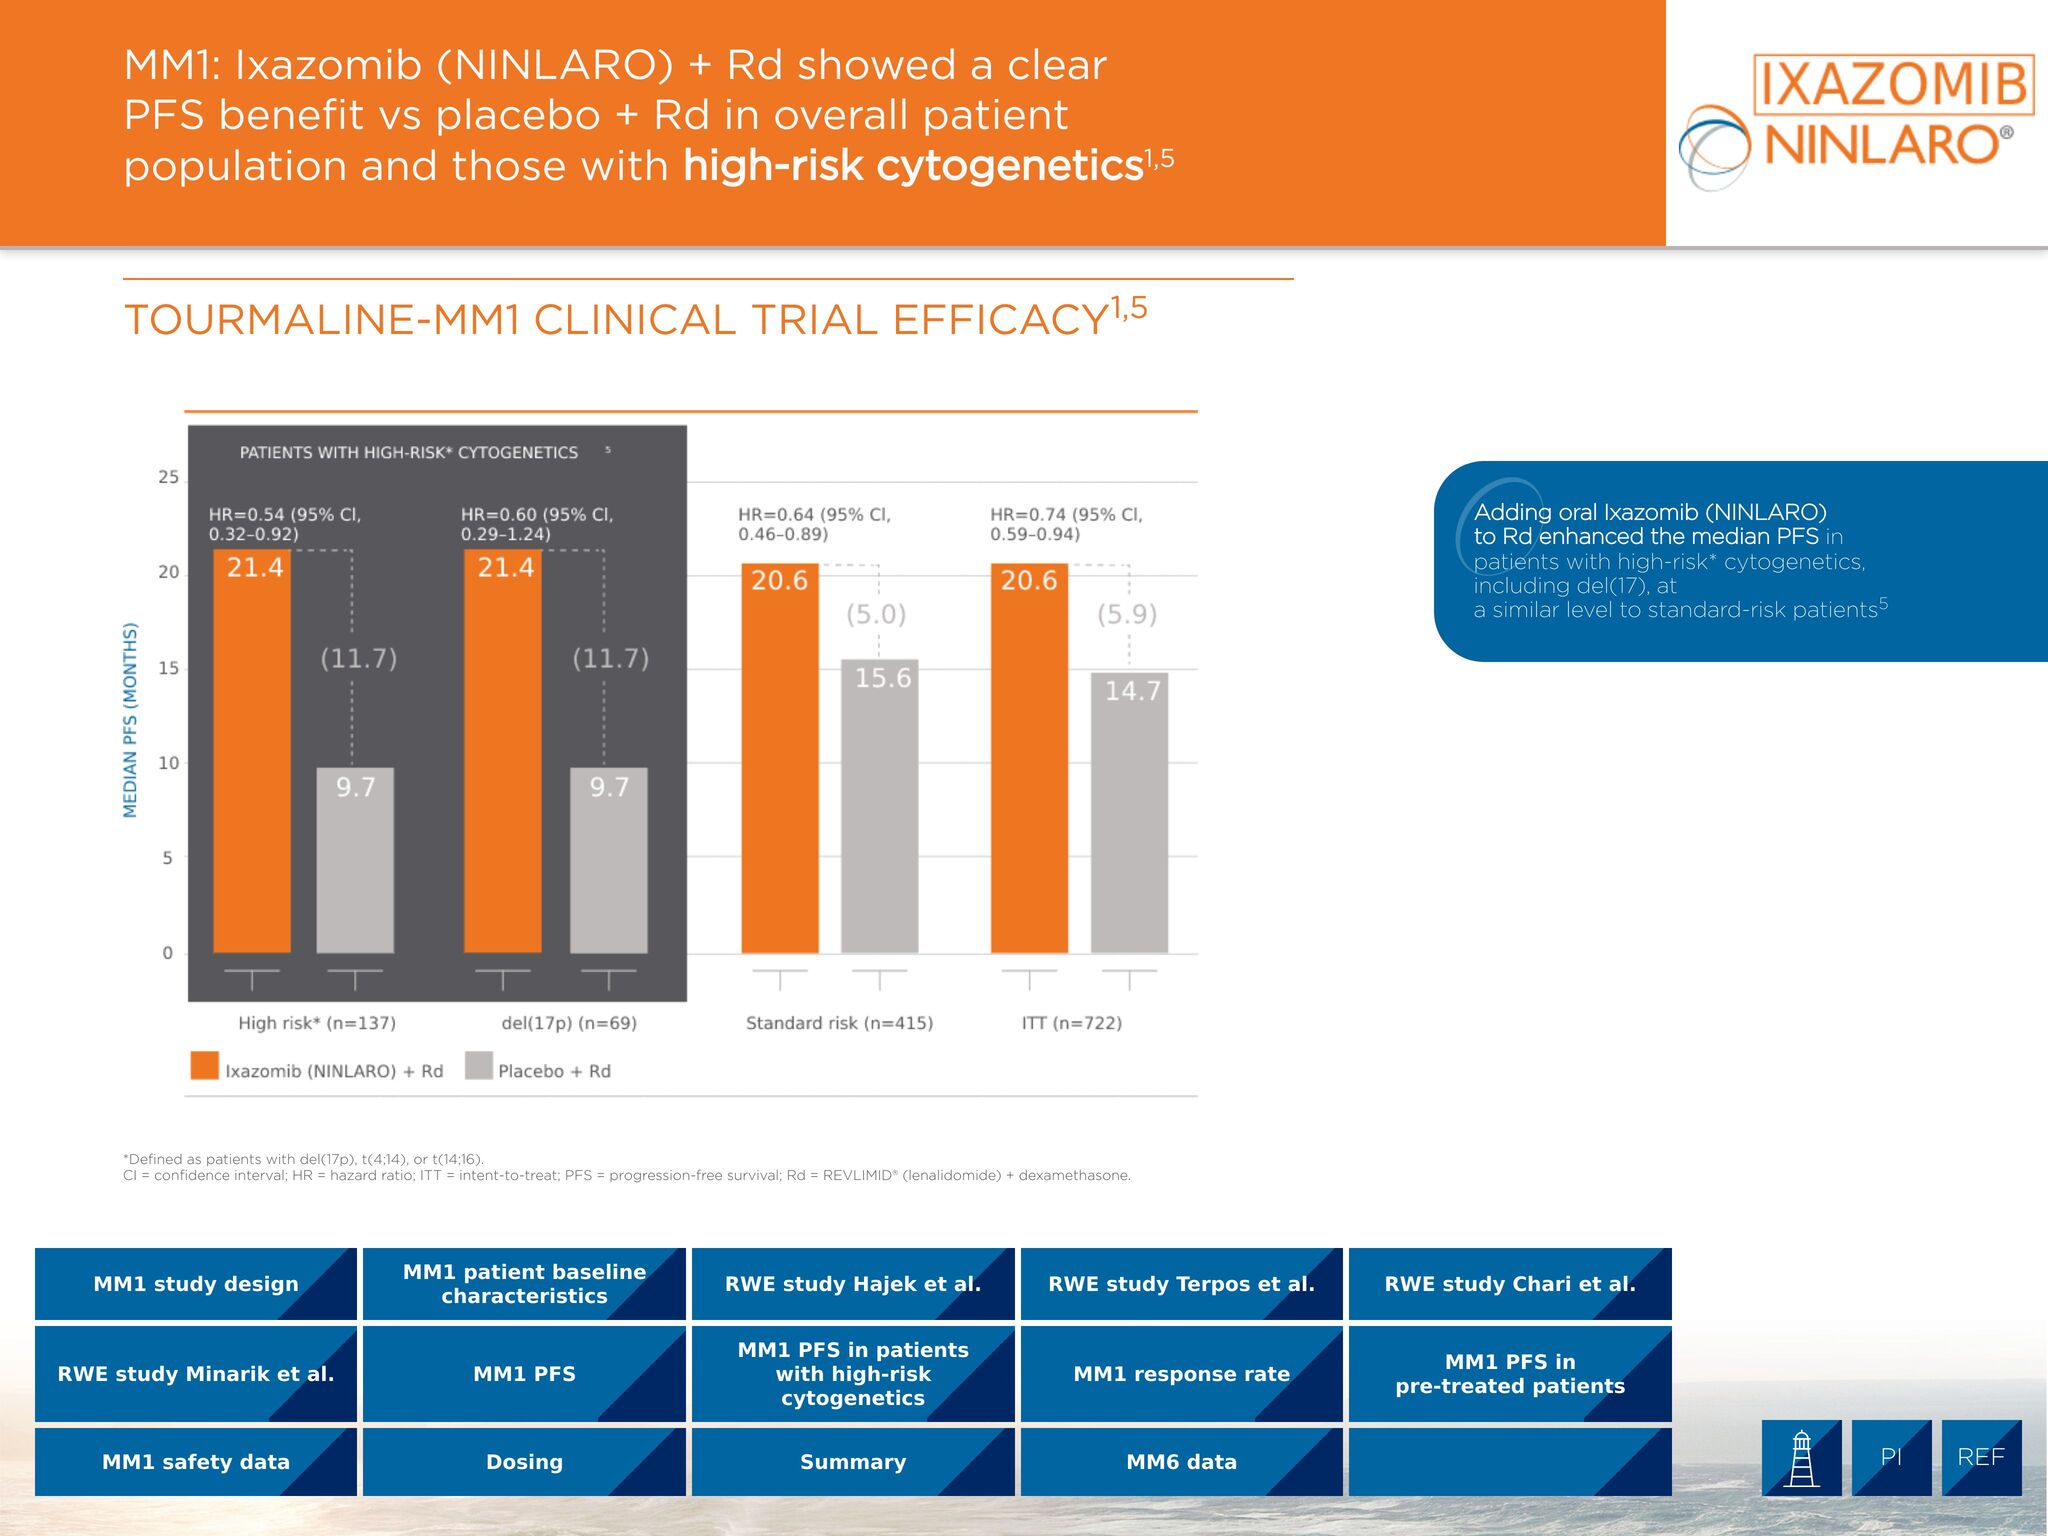 MM1: Ixazomib (NINLARO) + Rd showed a clear
PFS benefit vs placebo + Rd in overall patient
population and those with high-risk cytogenetics1,5
IXAZOMIB
NINLARO®
TOURMALINE-MM1 CLINICAL TRIAL EFFICACY1,5
PATIENTS WITH HIGH-RISK* CYTOGENETICS 5
MEDIAN PFS (MONTHS)
25
20
15
10
5
0
HR=0.54 (95% CI,
0.32–0.92)
21.4
(11.7)
9.7
HR=0.60 (95% CI,
0.29–1.24)
21.4
(11.7)
9.7
HR=0.64 (95% CI,
0.46–0.89)
20.6
(5.0)
15.6
HR=0.74 (95% CI,
0.59–0.94)
20.6
(5.9)
14.7
High risk* (n=137)
del(17p) (n=69)
Standard risk (n=415)
ITT (n=722)
Ixazomib (NINLARO) + Rd
Placebo + Rd
Adding oral Ixazomib (NINLARO)
to Rd enhanced the median PFS in
patients with high-risk* cytogenetics,
including del(17), at
a similar level to standard-risk patients5
*Defined as patients with del(17p), t(4;14), or t(14;16).
CI = confidence interval; HR = hazard ratio; ITT = intent-to-treat; PFS = progression-free survival; Rd = REVLIMID® (lenalidomide) + dexamethasone.
MM1 study design
MM1 patient baseline
characteristics
RWE study Hajek et al.
RWE study Terpos et al.
RWE study Chari et al.
RWE study Minarik et al.
MM1 PFS
MM1 PFS in patients
with high-risk
cytogenetics
MM1 response rate
MM1 PFS in
pre-treated patients
MM1 safety data
Dosing
Summary
MM6 data
PI
REF